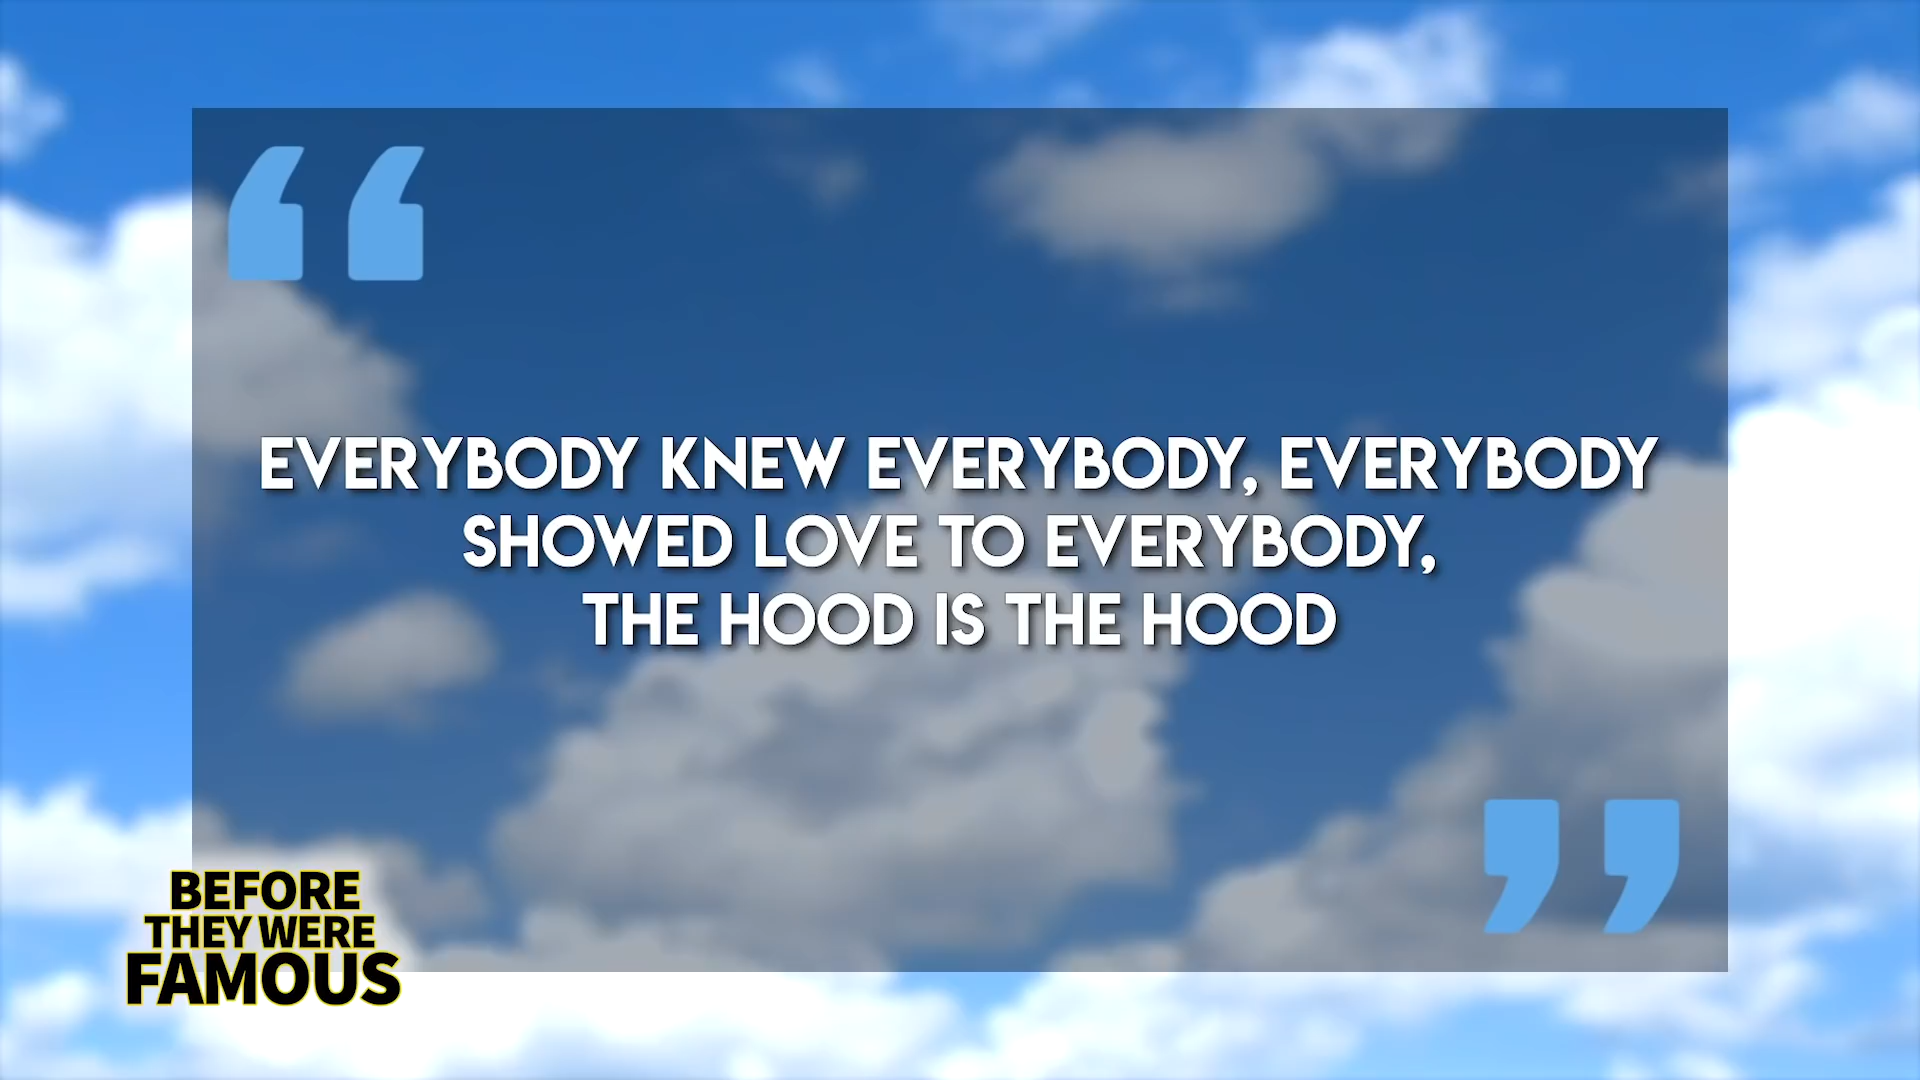 “
EVERYBODY KNEW EVERYBODY, EVERYBODY
SHOWED LOVE TO EVERYBODY,
THE HOOD IS THE HOOD
”
BEFORE
THEY WERE
FAMOUS